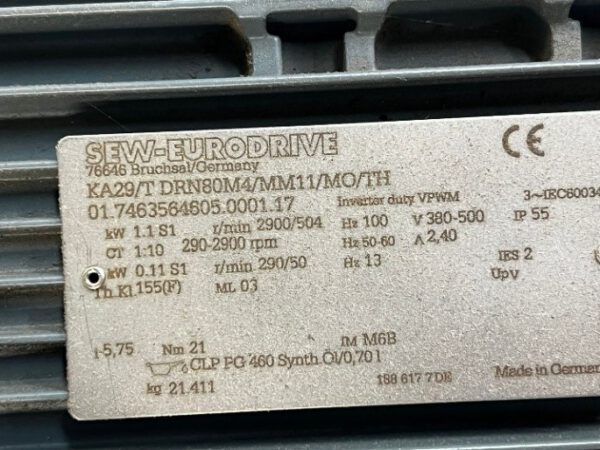 SEW-EURODRIVE CE
76646 Bruchsal/Germany
KA29/T DRN80M4/MM11/MO/TH
01.7463564605.0001.17 Inverter duty VPWM 3~IEC60034
kW 1.1 S1 r/min 2900/504 Hz 100 V 380-500 IP 55
CT 1:10 290-2900 rpm Hz 50-60 A 2,40
kW 0.11 S1 r/min 290/50 Hz 13 IES 2
Th.Kl. 155(F) ML 03 UpV
i 5,75 Nm 21 IM M6B
CLP PG 460 Synth.Öl/0,70 l
kg 21.411 188 617 7 DE Made in German